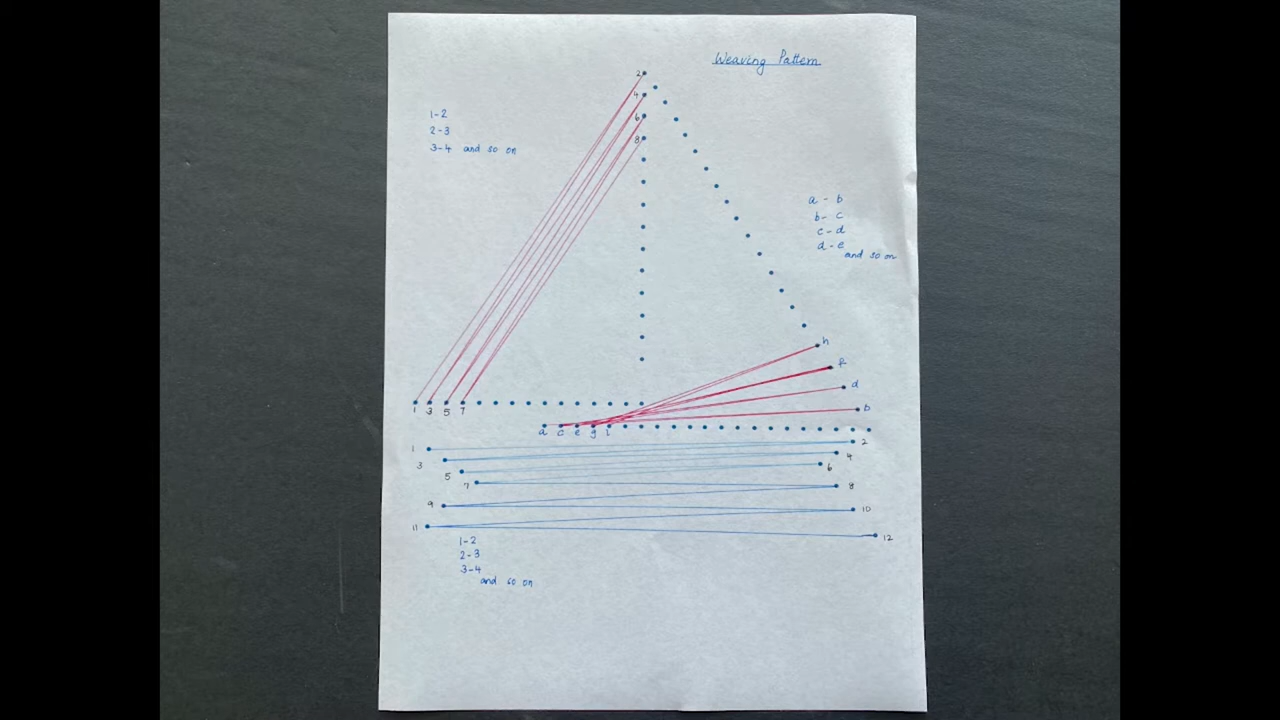 Weaving Pattern
2
4
6
8
1-2
2-3
3-4 and so on
a - b
b- c
c-d
d-e
and so on
h
f
d
b
1 3 5 7
a c e g i
1 2
3 4
5 6
7 8
9 10
11 12
1-2
2-3
3-4
and so on